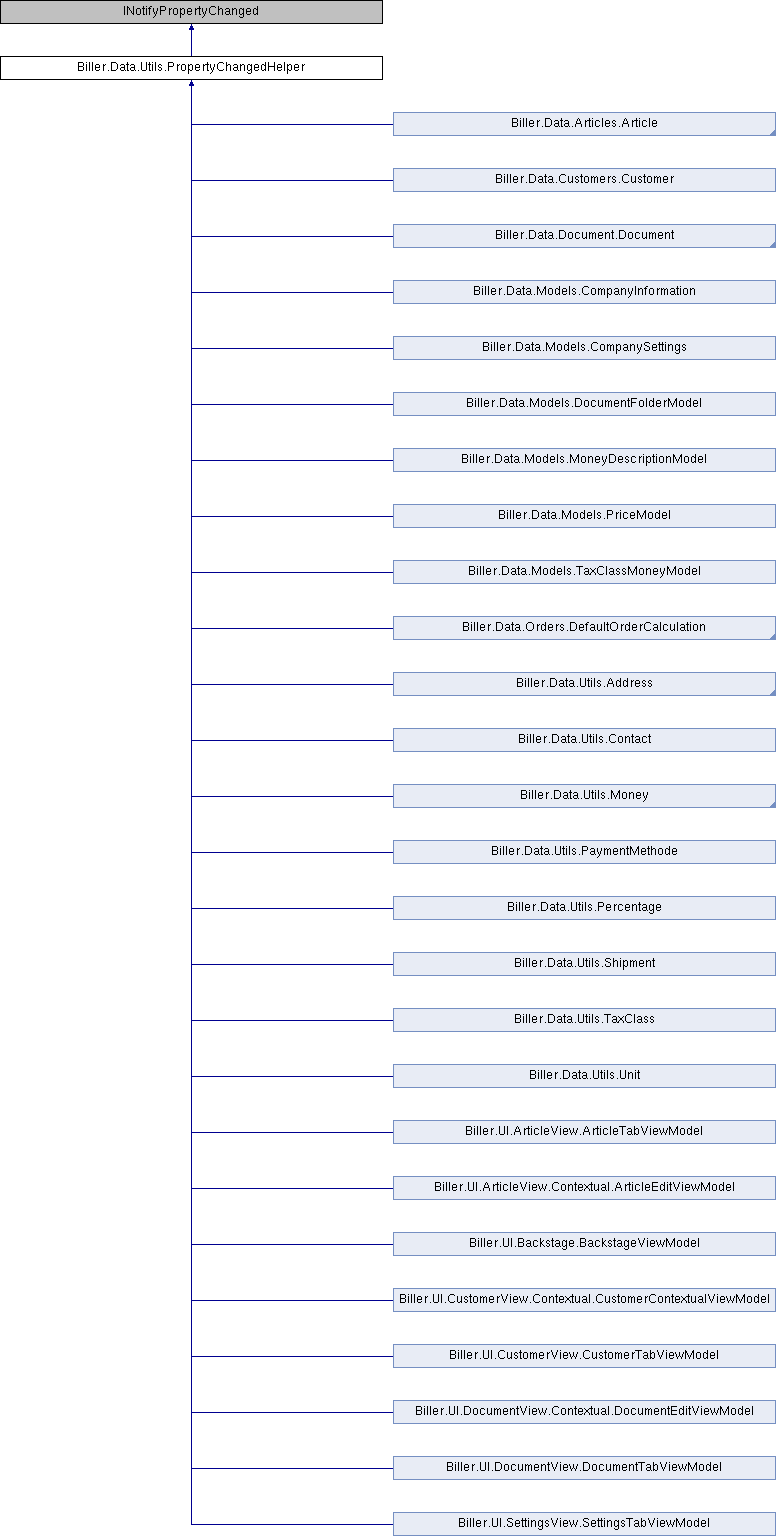 INotifyPropertyChanged
Biller.Data.Utils.PropertyChangedHelper
Biller.Data.Articles.Article
Biller.Data.Customers.Customer
Biller.Data.Document.Document
Biller.Data.Models.CompanyInformation
Biller.Data.Models.CompanySettings
Biller.Data.Models.DocumentFolderModel
Biller.Data.Models.MoneyDescriptionModel
Biller.Data.Models.PriceModel
Biller.Data.Models.TaxClassMoneyModel
Biller.Data.Orders.DefaultOrderCalculation
Biller.Data.Utils.Address
Biller.Data.Utils.Contact
Biller.Data.Utils.Money
Biller.Data.Utils.PaymentMethode
Biller.Data.Utils.Percentage
Biller.Data.Utils.Shipment
Biller.Data.Utils.TaxClass
Biller.Data.Utils.Unit
Biller.UI.ArticleView.ArticleTabViewModel
Biller.UI.ArticleView.Contextual.ArticleEditViewModel
Biller.UI.Backstage.BackstageViewModel
Biller.UI.CustomerView.Contextual.CustomerContextualViewModel
Biller.UI.CustomerView.CustomerTabViewModel
Biller.UI.DocumentView.Contextual.DocumentEditViewModel
Biller.UI.DocumentView.DocumentTabViewModel
Biller.UI.SettingsView.SettingsTabViewModel